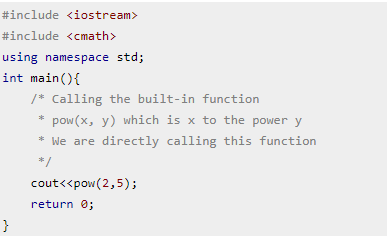 #include <iostream>
#include <cmath>
using namespace std;
int main(){
    /* Calling the built-in function
     * pow(x, y) which is x to the power y
     * We are directly calling this function
     */
    cout<<pow(2,5);
    return 0;
}